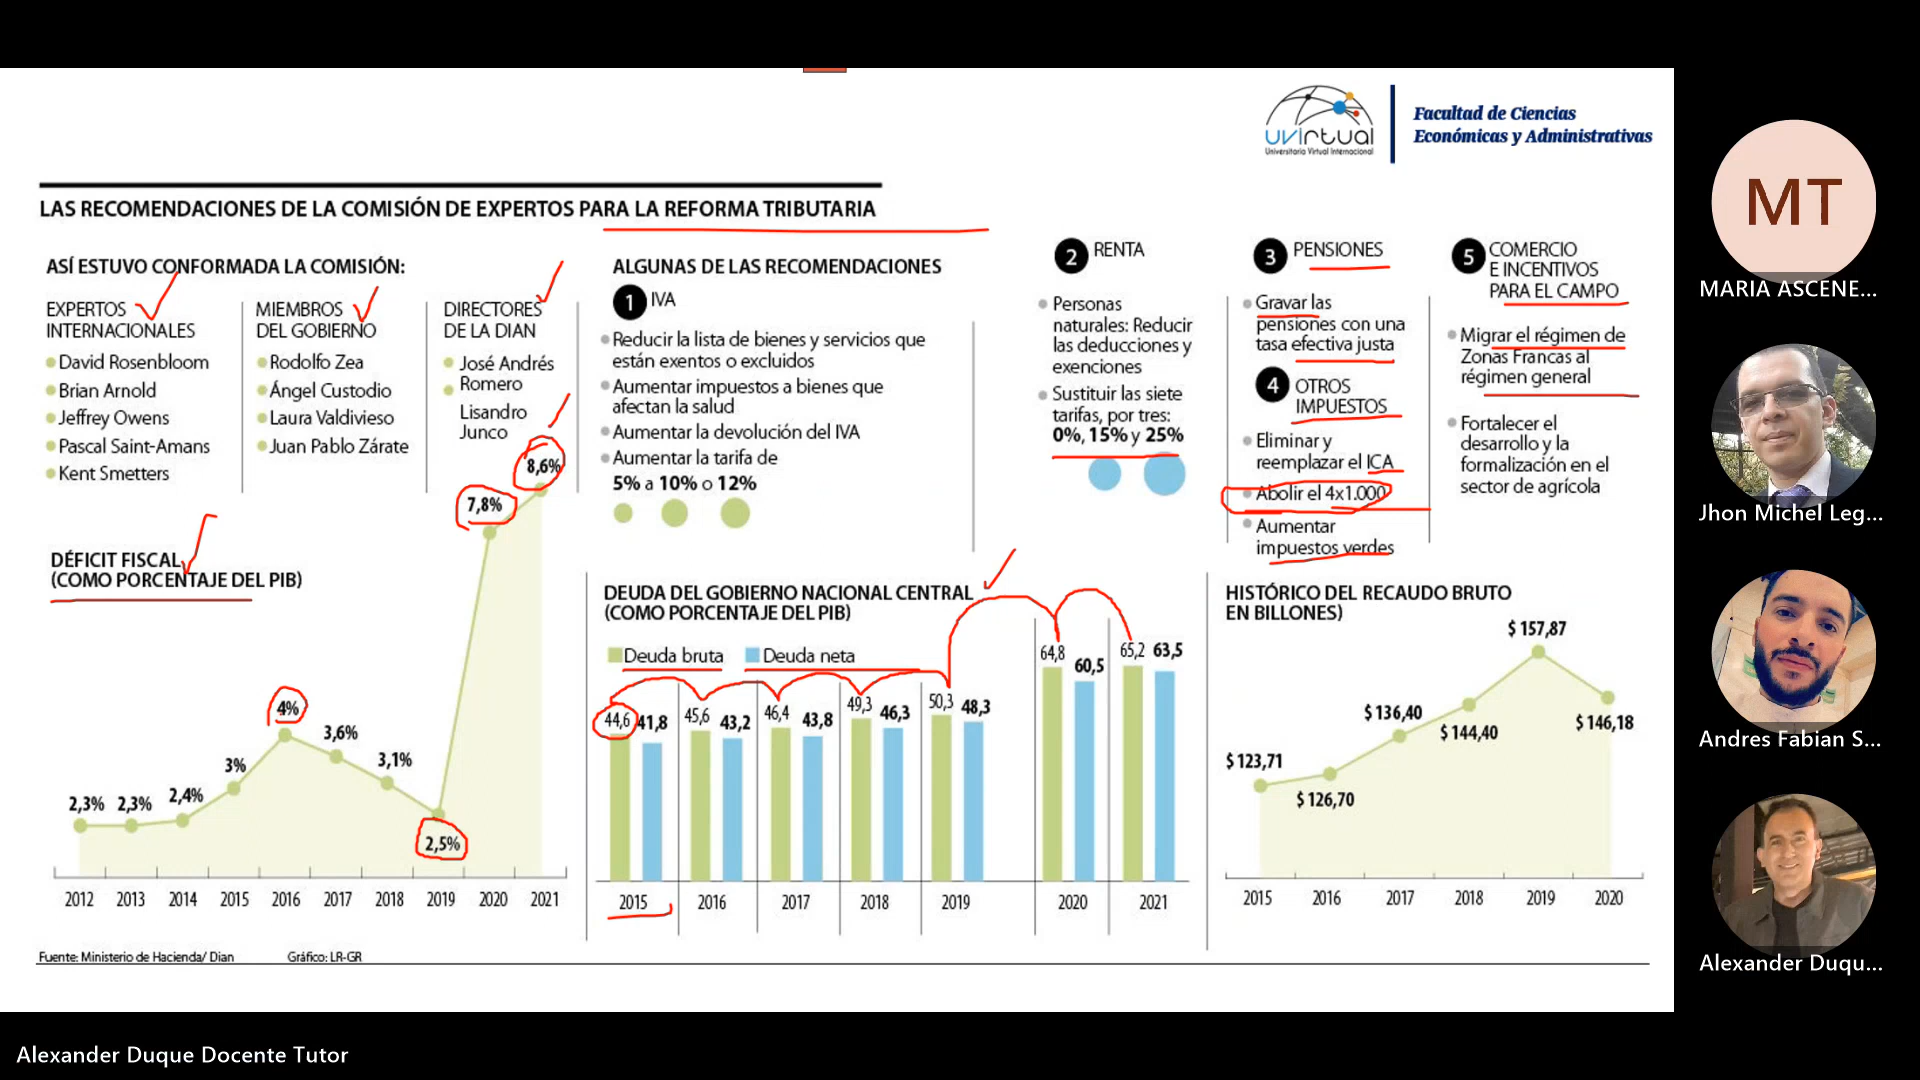 uvirtual
Universitaria Virtual Internacional
Facultad de Ciencias
Económicas y Administrativas
LAS RECOMENDACIONES DE LA COMISIÓN DE EXPERTOS PARA LA REFORMA TRIBUTARIA
ASÍ ESTUVO CONFORMADA LA COMISIÓN:
EXPERTOS
INTERNACIONALES
David Rosenbloom
Brian Arnold
Jeffrey Owens
Pascal Saint-Amans
Kent Smetters
MIEMBROS
DEL GOBIERNO
Rodolfo Zea
Ángel Custodio
Laura Valdivieso
Juan Pablo Zárate
DIRECTORES
DE LA DIAN
José Andrés
Romero
Lisandro
Junco
ALGUNAS DE LAS RECOMENDACIONES
1 IVA
Reducir la lista de bienes y servicios que
están exentos o excluidos
Aumentar impuestos a bienes que
afectan la salud
Aumentar la devolución del IVA
Aumentar la tarifa de
5% a 10% o 12%
2 RENTA
Personas
naturales: Reducir
las deducciones y
exenciones
Sustituir las siete
tarifas, por tres:
0%, 15% y 25%
3 PENSIONES
Gravar las
pensiones con una
tasa efectiva justa
4 OTROS
IMPUESTOS
Eliminar y
reemplazar el ICA
Abolir el 4x1.000
Aumentar
impuestos verdes
5 COMERCIO
E INCENTIVOS
PARA EL CAMPO
Migrar el régimen de
Zonas Francas al
régimen general
Fortalecer el
desarrollo y la
formalización en el
sector de agrícola
DÉFICIT FISCAL
(COMO PORCENTAJE DEL PIB)
2,3% 2,3% 2,4% 3% 4% 3,6% 3,1% 2,5% 7,8% 8,6%
2012 2013 2014 2015 2016 2017 2018 2019 2020 2021
DEUDA DEL GOBIERNO NACIONAL CENTRAL
(COMO PORCENTAJE DEL PIB)
Deuda bruta Deuda neta
44,6 41,8 45,6 43,2 46,4 43,8 49,3 46,3 50,3 48,3 64,8 60,5 65,2 63,5
2015 2016 2017 2018 2019 2020 2021
HISTÓRICO DEL RECAUDO BRUTO
EN BILLONES)
$ 123,71 $ 126,70 $ 136,40 $ 144,40 $ 157,87 $ 146,18
2015 2016 2017 2018 2019 2020
Fuente: Ministerio de Hacienda/ Dian Gráfico: LR-GR
MT
MARIA ASCENE...
Jhon Michel Leg...
Andres Fabian S...
Alexander Duqu...
Alexander Duque Docente Tutor